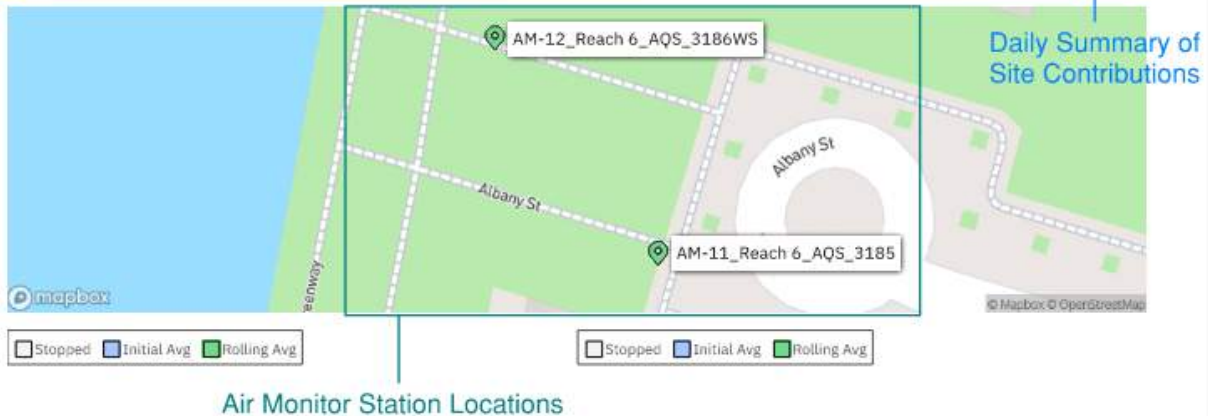 AM-12_Reach 6_AQS_3186WS
Daily Summary of
Site Contributions
Albany St
Albany St
AM-11_Reach 6_AQS_3185
eenway
mapbox
© Mapbox © OpenStreetMap
Stopped Initial Avg Rolling Avg
Stopped Initial Avg Rolling Avg
Air Monitor Station Locations